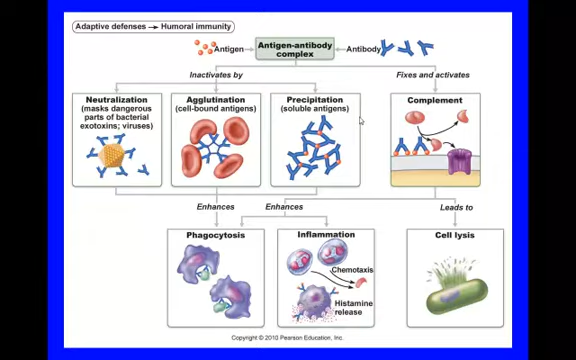 Adaptive defenses → Humoral immunity
Antigen
Antigen-antibody
complex
Antibody
Inactivates by
Fixes and activates
Neutralization
(masks dangerous
parts of bacterial
exotoxins; viruses)
Agglutination
(cell-bound antigens)
Precipitation
(soluble antigens)
Complement
Enhances
Enhances
Leads to
Phagocytosis
Inflammation
Chemotaxis
Histamine
release
Cell lysis
Copyright © 2010 Pearson Education, Inc.